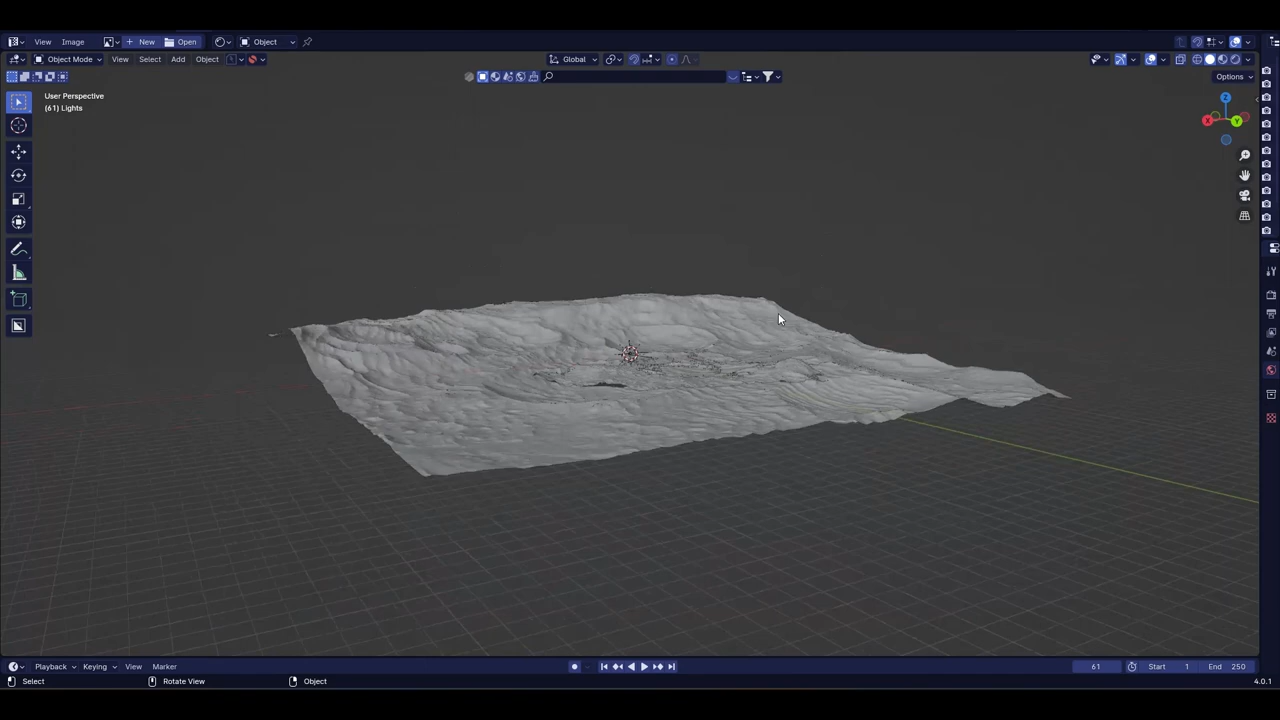 View Image New Open Object
Object Mode View Select Add Object Global
Options
User Perspective
(61) Lights
Z
X Y
Playback Keying View Marker 61 Start 1 End 250
Select Rotate View Object 4.0.1